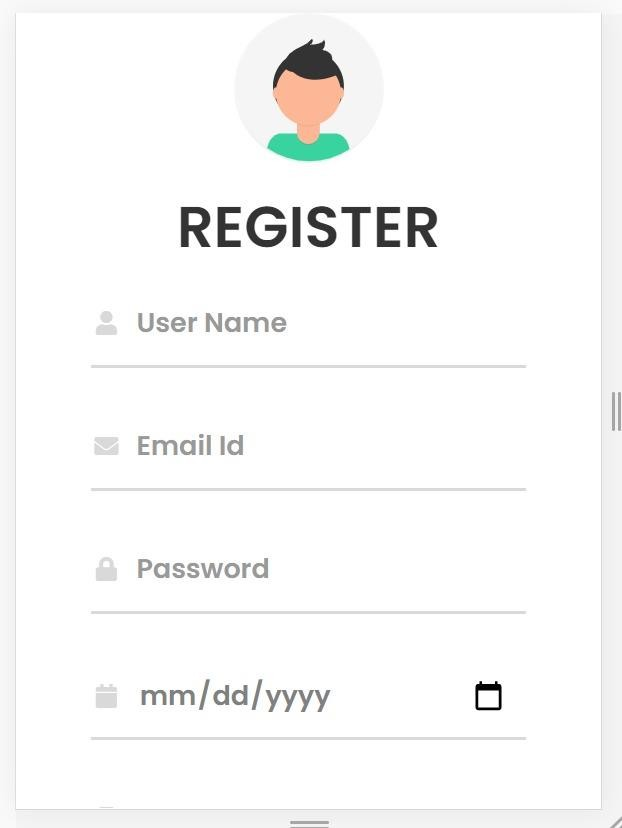 REGISTER
User Name
Email Id
Password
mm/dd/yyyy